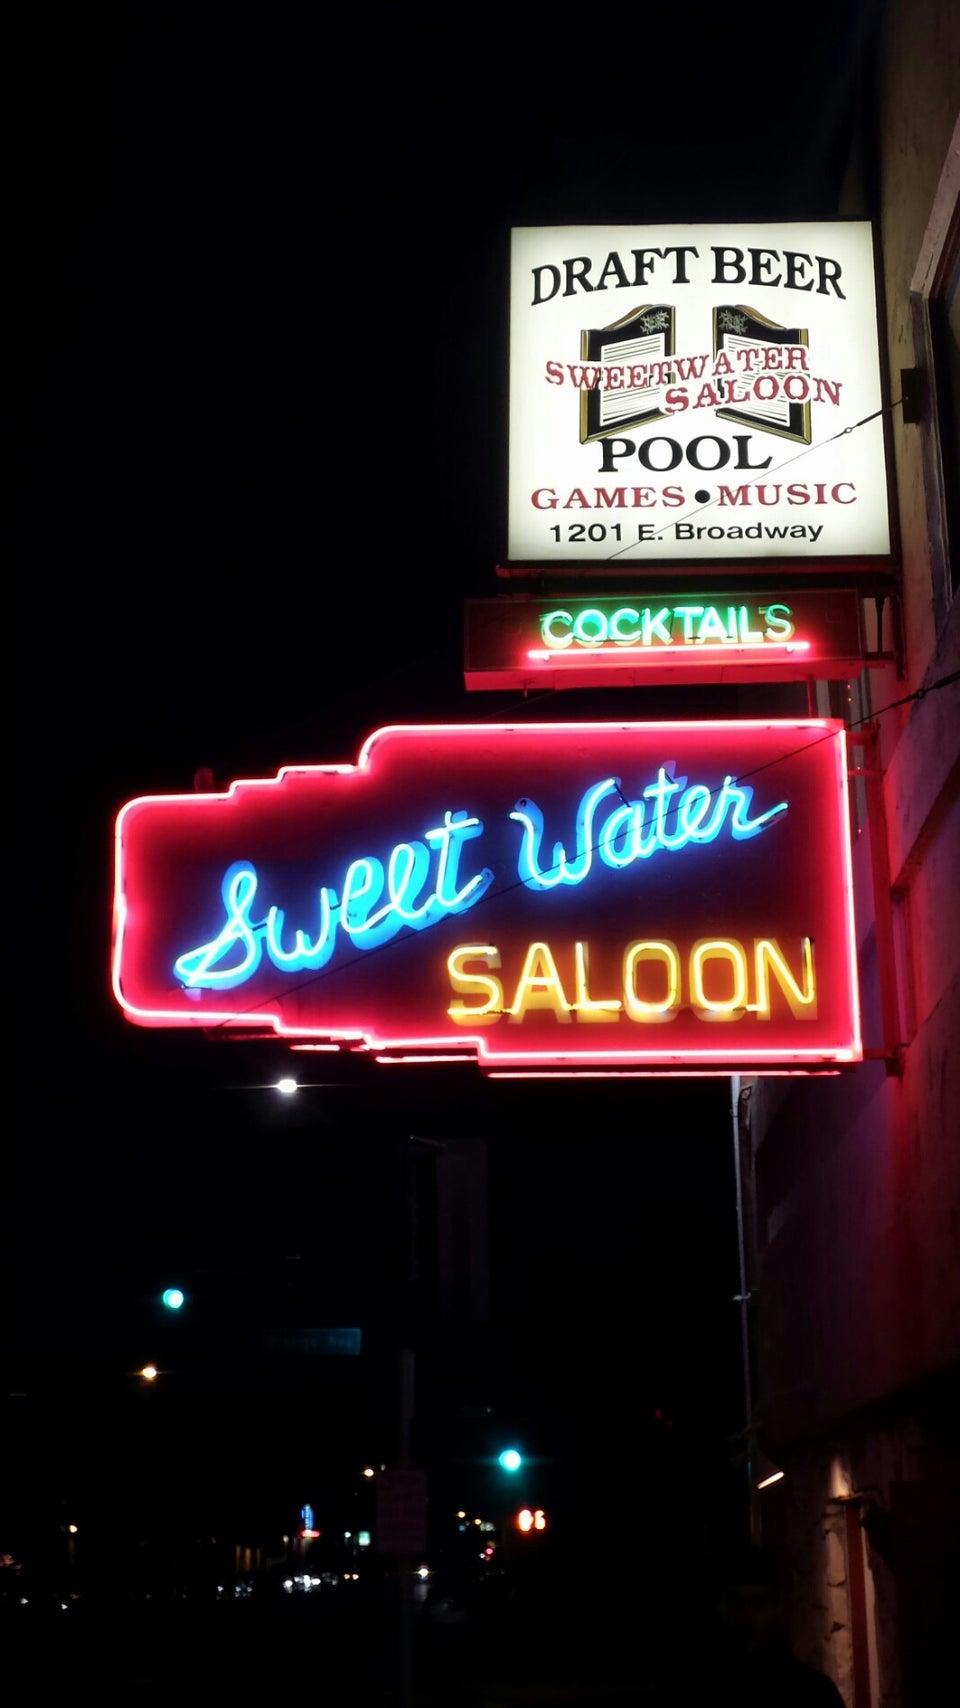 DRAFT BEER
SWEETWATER
SALOON
POOL
GAMES • MUSIC
1201 E. Broadway
COCKTAILS
Sweet Water
SALOON